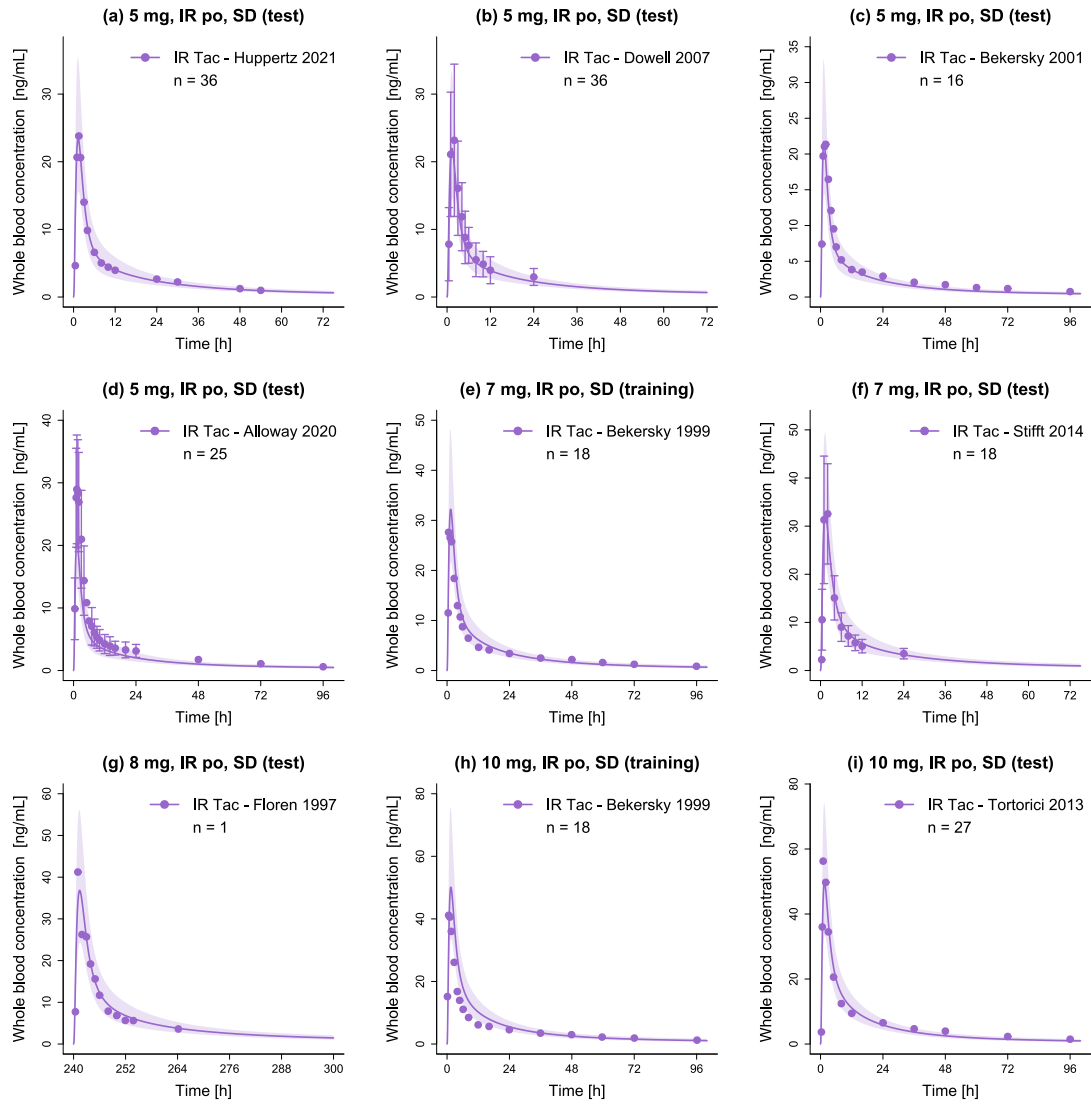 (a) 5 mg, IR po, SD (test)
Whole blood concentration [ng/mL]
0 10 20 30
IR Tac - Huppertz 2021
n = 36
0 12 24 36 48 60 72
Time [h]
(b) 5 mg, IR po, SD (test)
Whole blood concentration [ng/mL]
0 10 20 30
IR Tac - Dowell 2007
n = 36
0 12 24 36 48 60 72
Time [h]
(c) 5 mg, IR po, SD (test)
Whole blood concentration [ng/mL]
0 5 10 15 20 25 30 35
IR Tac - Bekersky 2001
n = 16
0 24 48 72 96
Time [h]
(d) 5 mg, IR po, SD (test)
Whole blood concentration [ng/mL]
0 10 20 30 40
IR Tac - Alloway 2020
n = 25
0 24 48 72 96
Time [h]
(e) 7 mg, IR po, SD (training)
Whole blood concentration [ng/mL]
0 10 20 30 40 50
IR Tac - Bekersky 1999
n = 18
0 24 48 72 96
Time [h]
(f) 7 mg, IR po, SD (test)
Whole blood concentration [ng/mL]
0 10 20 30 40 50
IR Tac - Stifft 2014
n = 18
0 12 24 36 48 60 72
Time [h]
(g) 8 mg, IR po, SD (test)
Whole blood concentration [ng/mL]
0 10 20 30 40 50 60
IR Tac - Floren 1997
n = 1
240 252 264 276 288 300
Time [h]
(h) 10 mg, IR po, SD (training)
Whole blood concentration [ng/mL]
0 20 40 60 80
IR Tac - Bekersky 1999
n = 18
0 24 48 72 96
Time [h]
(i) 10 mg, IR po, SD (test)
Whole blood concentration [ng/mL]
0 20 40 60 80
IR Tac - Tortorici 2013
n = 27
0 24 48 72 96
Time [h]